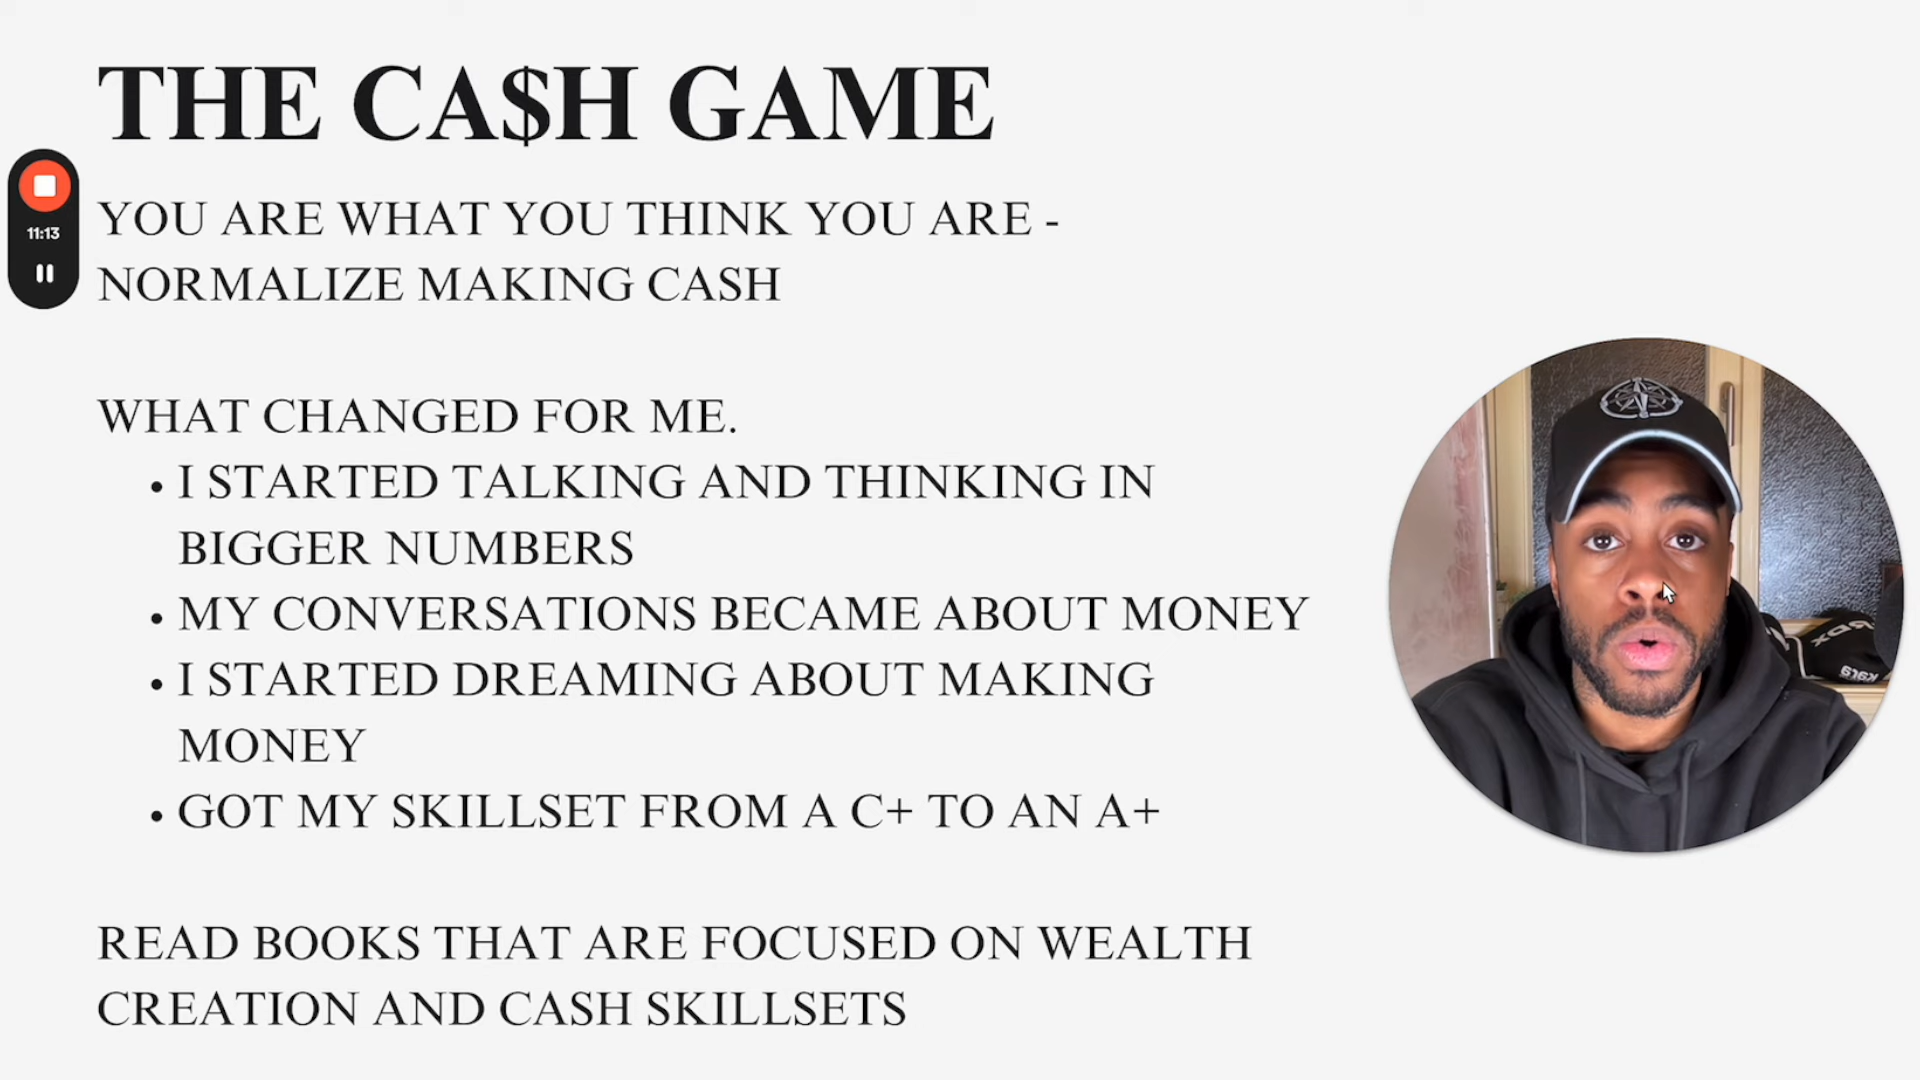 THE CA$H GAME
11:13
YOU ARE WHAT YOU THINK YOU ARE -
NORMALIZE MAKING CASH
WHAT CHANGED FOR ME.
• I STARTED TALKING AND THINKING IN
BIGGER NUMBERS
• MY CONVERSATIONS BECAME ABOUT MONEY
• I STARTED DREAMING ABOUT MAKING
MONEY
• GOT MY SKILLSET FROM A C+ TO AN A+
READ BOOKS THAT ARE FOCUSED ON WEALTH
CREATION AND CASH SKILLSETS